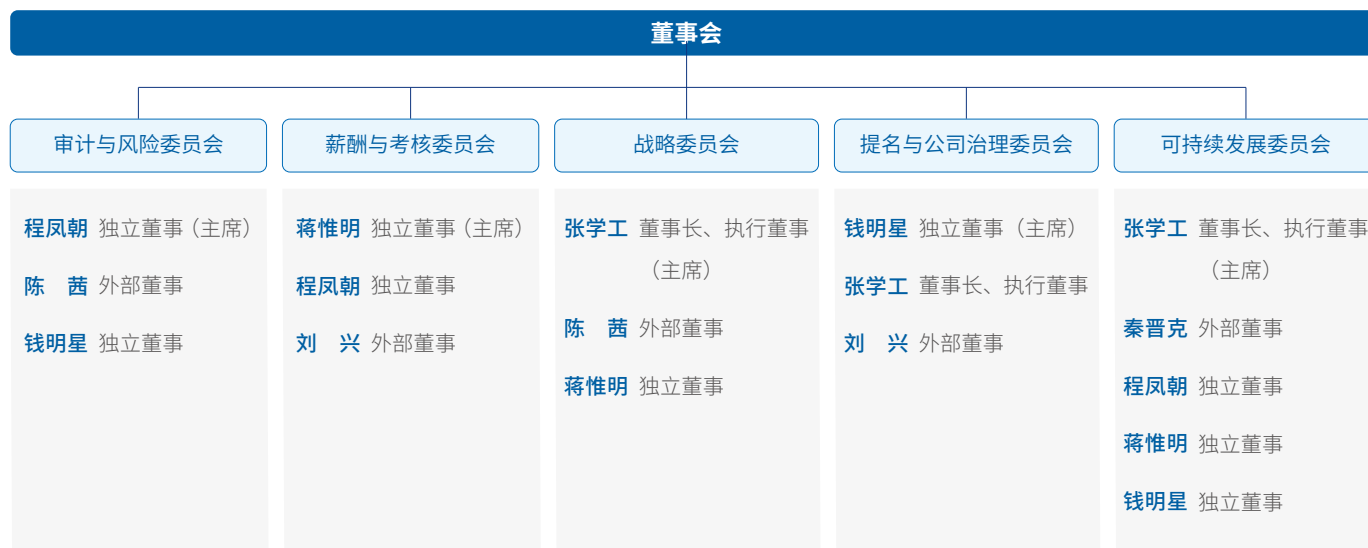 董事会
审计与风险委员会
程凤朝 独立董事（主席）
陈　茜 外部董事
钱明星 独立董事
薪酬与考核委员会
蒋惟明 独立董事（主席）
程凤朝 独立董事
刘　兴 外部董事
战略委员会
张学工 董事长、执行董事
（主席）
陈　茜 外部董事
蒋惟明 独立董事
提名与公司治理委员会
钱明星 独立董事（主席）
张学工 董事长、执行董事
刘　兴 外部董事
可持续发展委员会
张学工 董事长、执行董事
（主席）
秦晋克 外部董事
程凤朝 独立董事
蒋惟明 独立董事
钱明星 独立董事